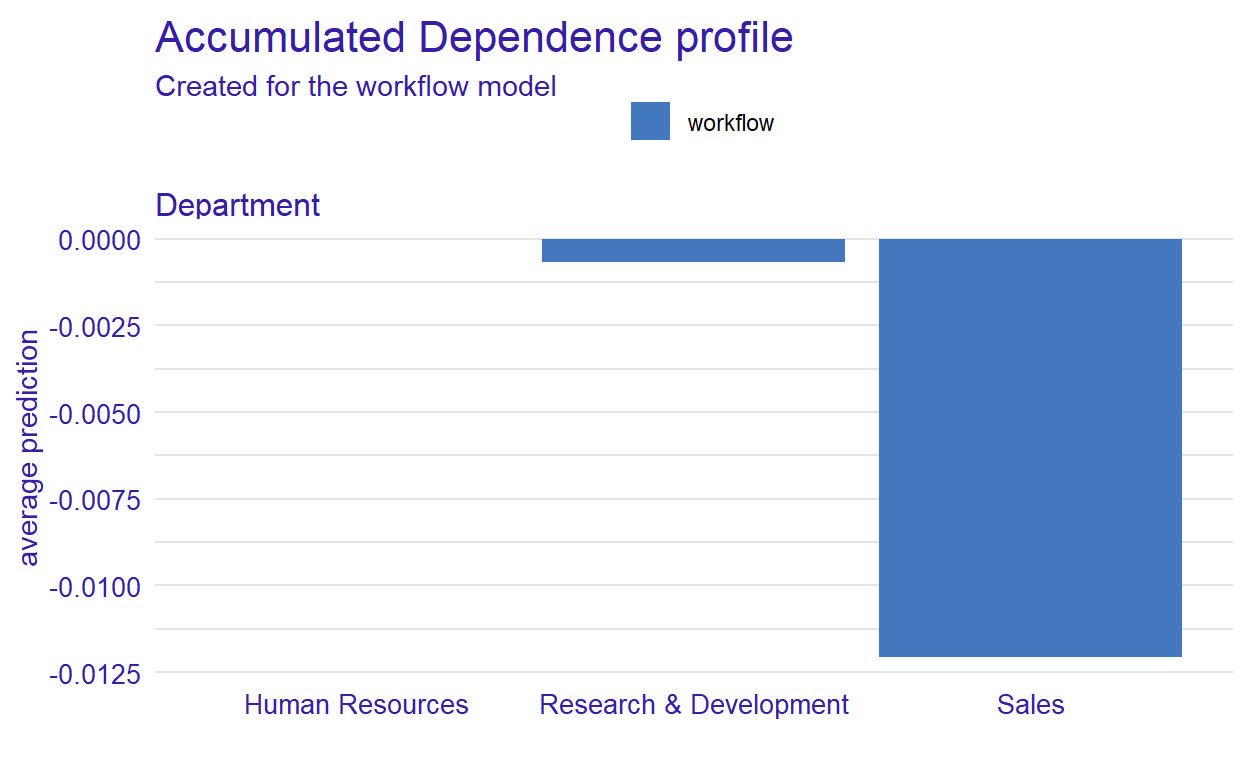 Accumulated Dependence profile
Created for the workflow model
workflow
Department
0.0000
-0.0025
-0.0050
-0.0075
-0.0100
-0.0125
average prediction
Human Resources
Research & Development
Sales